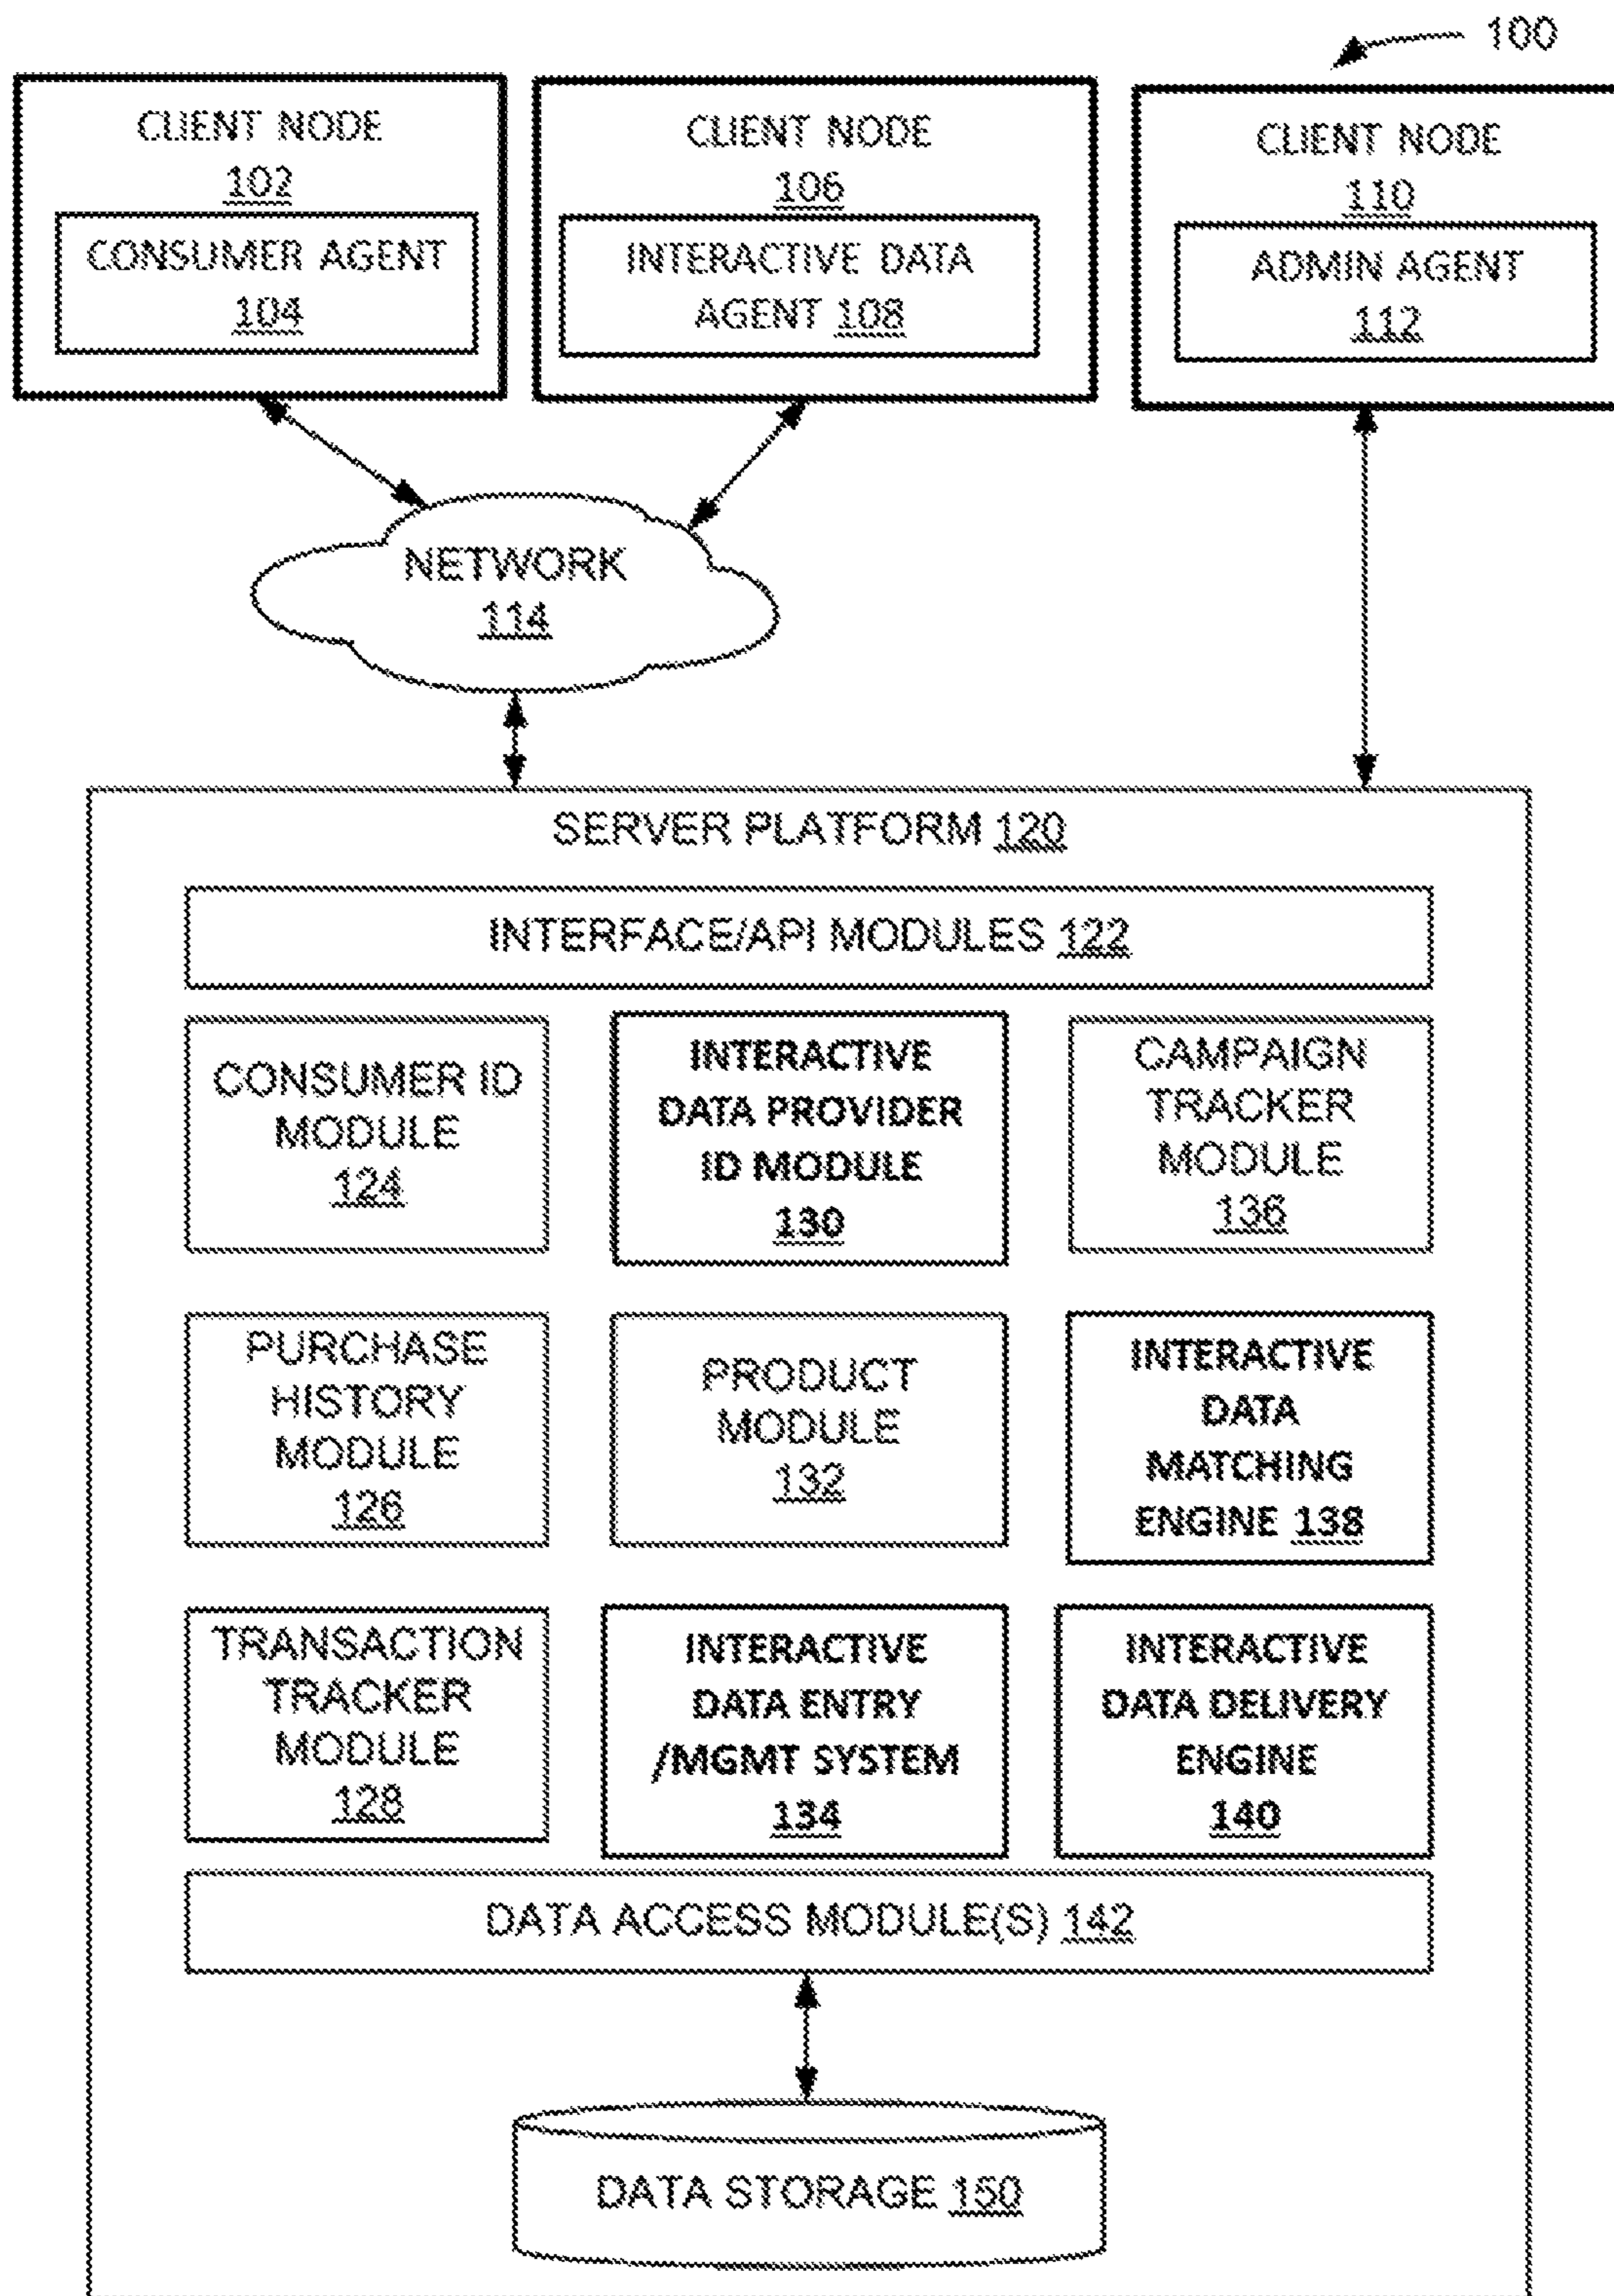 100
CLIENT NODE
102
CONSUMER AGENT
104
CLIENT NODE
106
INTERACTIVE DATA
AGENT 108
CLIENT NODE
110
ADMIN AGENT
112
NETWORK
114
SERVER PLATFORM 120
INTERFACE/API MODULES 122
CONSUMER ID
MODULE
124
INTERACTIVE
DATA PROVIDER
ID MODULE
130
CAMPAIGN
TRACKER
MODULE
136
PURCHASE
HISTORY
MODULE
126
PRODUCT
MODULE
132
INTERACTIVE
DATA
MATCHING
ENGINE 138
TRANSACTION
TRACKER
MODULE
128
INTERACTIVE
DATA ENTRY
/MGMT SYSTEM
134
INTERACTIVE
DATA DELIVERY
ENGINE
140
DATA ACCESS MODULE(S) 142
DATA STORAGE 150